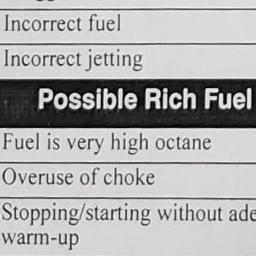 Incorrect fuel
Incorrect jetting
Possible Rich Fuel
Fuel is very high octane
Overuse of choke
Stopping/starting without ade
warm-up